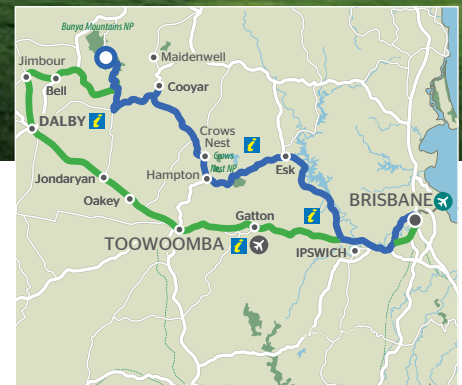 Bunya Mountains NP
Maidenwell
Jimbour
Bell
Cooyar
DALBY
i
Crows
Nest
Crows
Nest NP
i
Jondaryan
Hampton
Esk
Oakey
Gatton
i
BRISBANE
TOOWOOMBA
i
IPSWICH